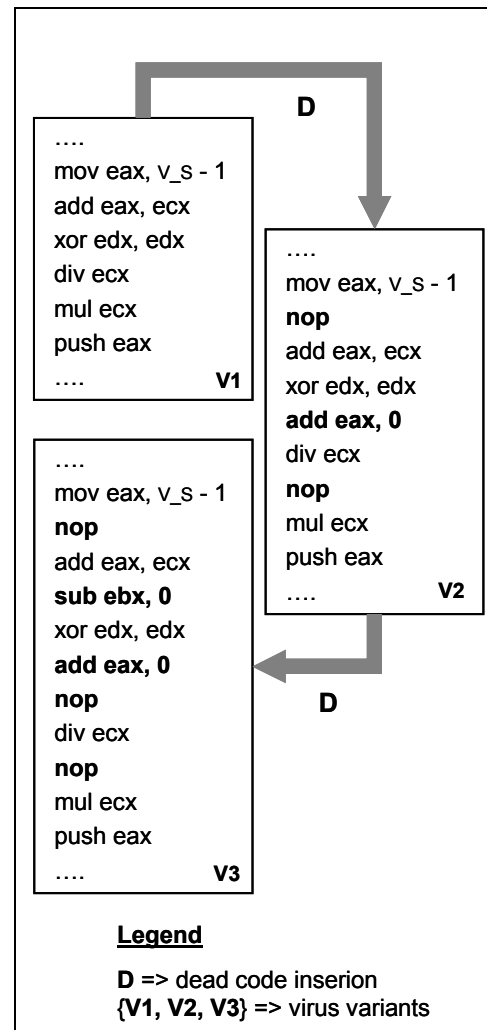 D
....
mov eax, v_s - 1
add eax, ecx
xor edx, edx
div ecx
mul ecx
push eax
.... V1
....
mov eax, v_s - 1
nop
add eax, ecx
xor edx, edx
add eax, 0
div ecx
nop
mul ecx
push eax
.... V2
....
mov eax, v_s - 1
nop
add eax, ecx
sub ebx, 0
xor edx, edx
add eax, 0
nop
div ecx
nop
mul ecx
push eax
.... V3
D
Legend
D => dead code inserion
{V1, V2, V3} => virus variants